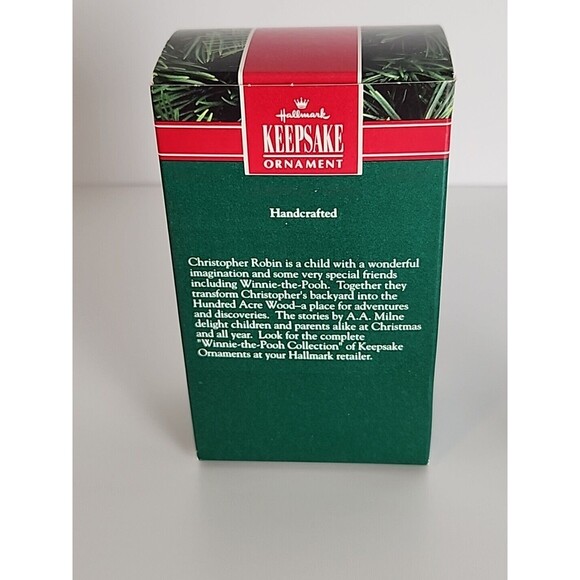 Hallmark
KEEPSAKE
ORNAMENT
Handcrafted
Christopher Robin is a child with a wonderful
imagination and some very special friends
including Winnie-the-Pooh. Together they
transform Christopher's backyard into the
Hundred Acre Wood–a place for adventures
and discoveries. The stories by A.A. Milne
delight children and parents alike at Christmas
and all year. Look for the complete
"Winnie-the-Pooh Collection" of Keepsake
Ornaments at your Hallmark retailer.